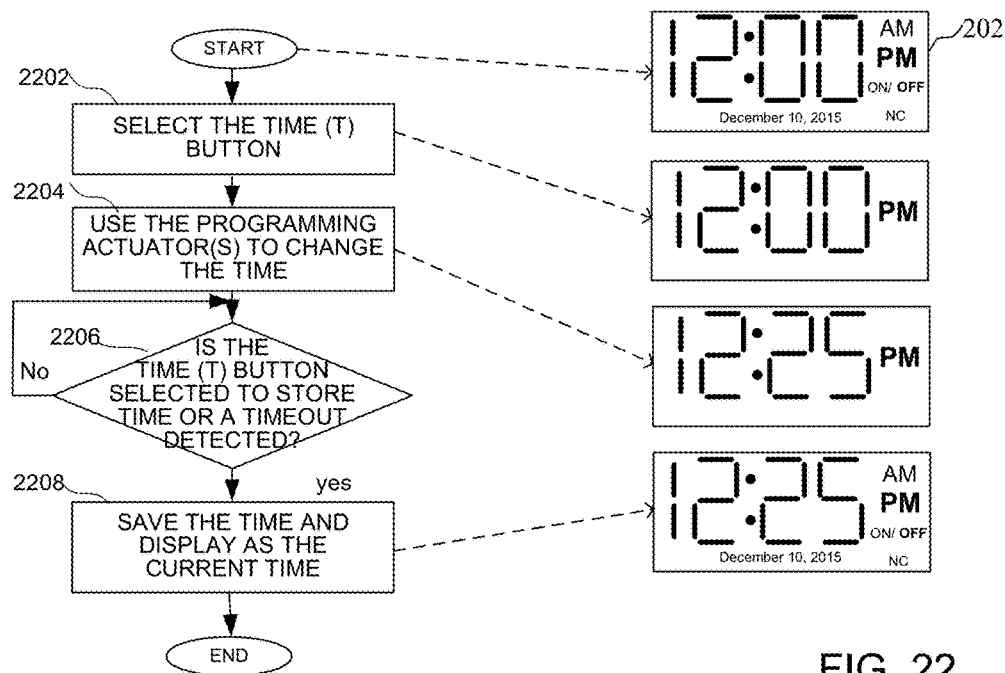 START
2202
SELECT THE TIME (T)
BUTTON
2204
USE THE PROGRAMMING
ACTUATOR(S) TO CHANGE
THE TIME
2206
No
IS THE
TIME (T) BUTTON
SELECTED TO STORE
TIME OR A TIMEOUT
DETECTED?
yes
2208
SAVE THE TIME AND
DISPLAY AS THE
CURRENT TIME
END
202
12:00
AM
PM
ON/ OFF
December 10, 2015 NC
12:00 PM
12:25 PM
12:25
AM
PM
ON/ OFF
December 10, 2015 NC
FIG. 22